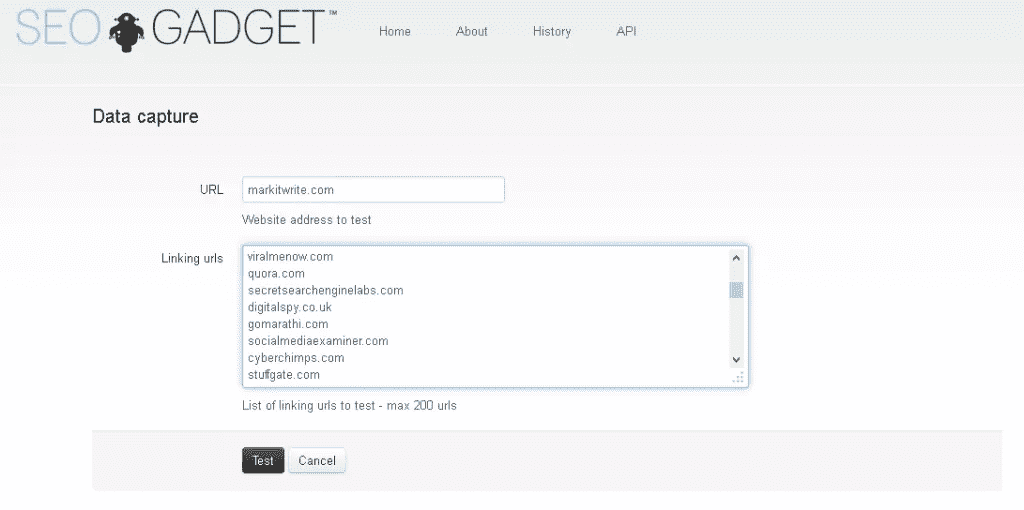 SEO GADGET™
Home About History API
Data capture
URL markitwrite.com
Website address to test
Linking urls viralmenow.com
quora.com
secretsearchenginelabs.com
digitalspy.co.uk
gomarathi.com
socialmediaexaminer.com
cyberchimps.com
stuffgate.com
List of linking urls to test - max 200 urls
Test Cancel